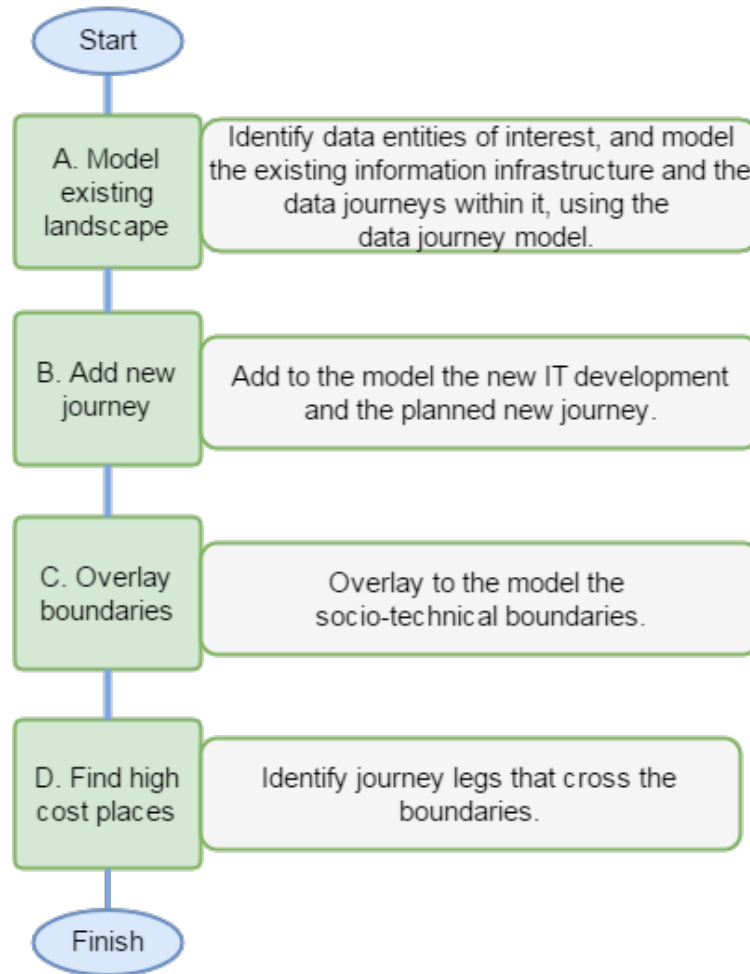 Start
A. Model
existing
landscape
Identify data entities of interest, and model
the existing information infrastructure and the
data journeys within it, using the
data journey model.
B. Add new
journey
Add to the model the new IT development
and the planned new journey.
C. Overlay
boundaries
Overlay to the model the
socio-technical boundaries.
D. Find high
cost places
Identify journey legs that cross the
boundaries.
Finish